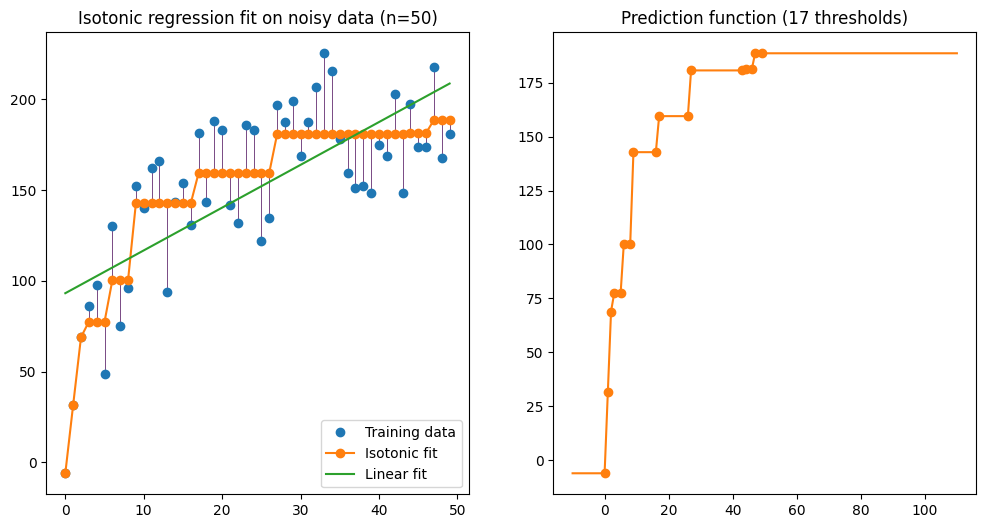 Isotonic regression fit on noisy data (n=50)
200
150
100
50
0
0 10 20 30 40 50
Training data
Isotonic fit
Linear fit
Prediction function (17 thresholds)
175
150
125
100
75
50
25
0
0 20 40 60 80 100